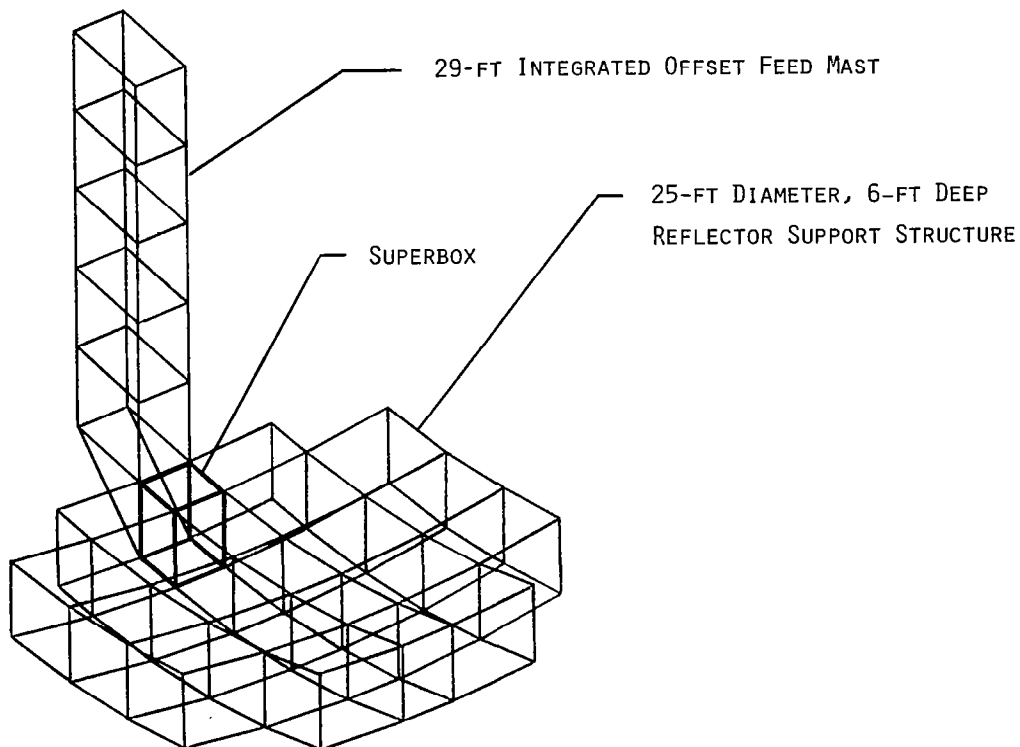 29-FT INTEGRATED OFFSET FEED MAST
25-FT DIAMETER, 6-FT DEEP
REFLECTOR SUPPORT STRUCTURE
SUPERBOX